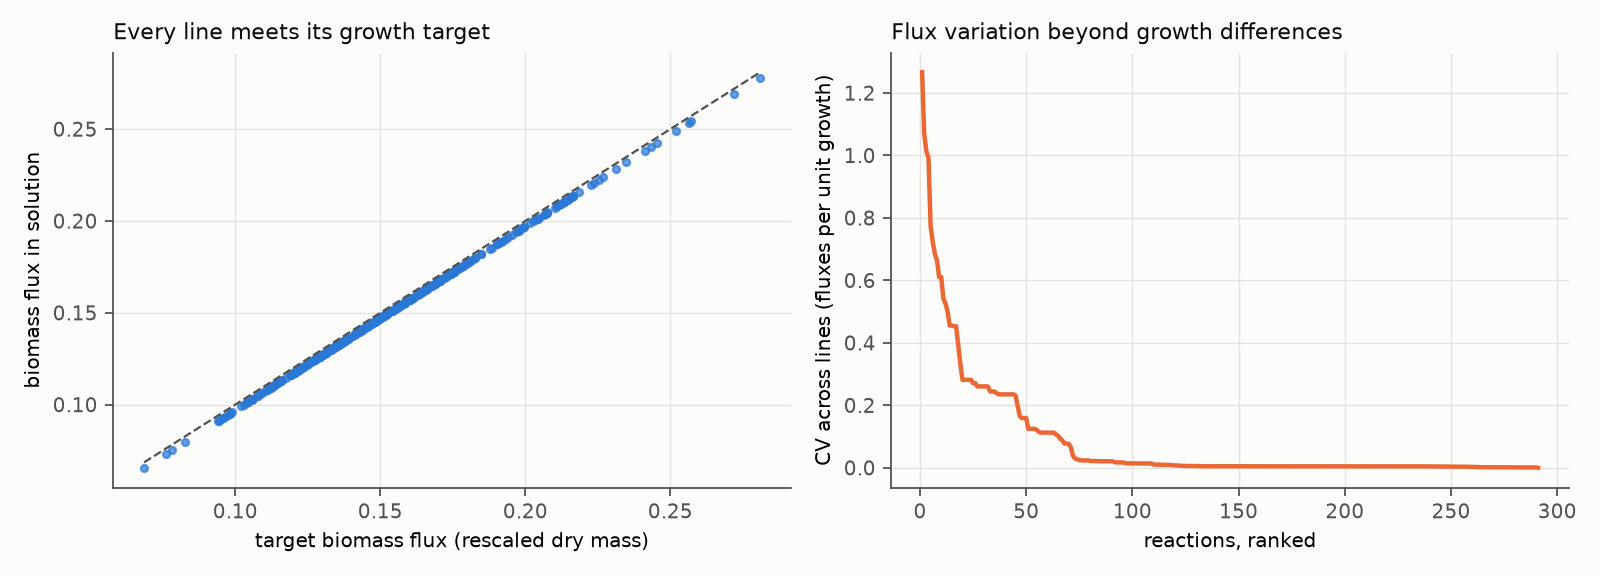 Every line meets its growth target
biomass flux in solution
0.25
0.20
0.15
0.10
0.10 0.15 0.20 0.25
target biomass flux (rescaled dry mass)
Flux variation beyond growth differences
CV across lines (fluxes per unit growth)
1.2
1.0
0.8
0.6
0.4
0.2
0.0
0 50 100 150 200 250 300
reactions, ranked